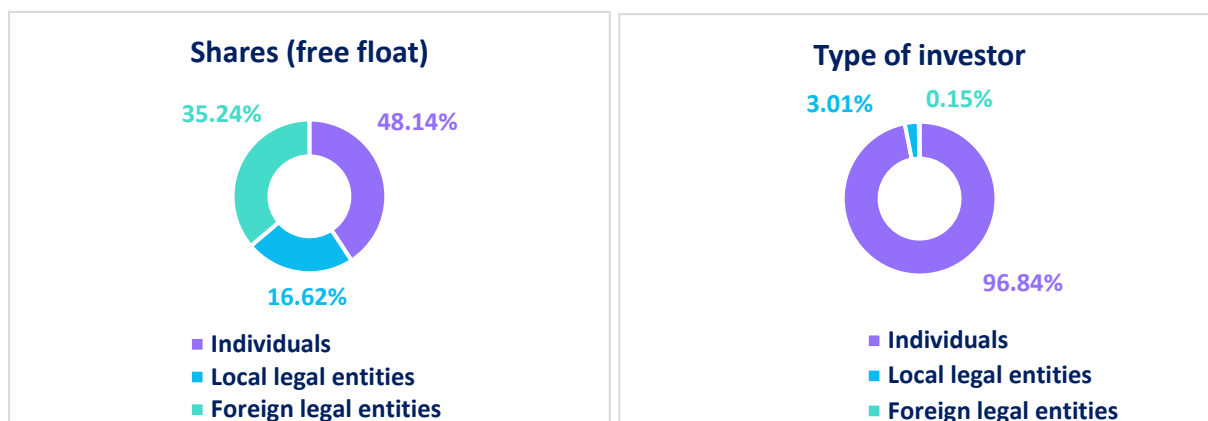 Shares (free float)
35.24%
48.14%
16.62%
Individuals
Local legal entities
Foreign legal entities
Type of investor
3.01%
0.15%
96.84%
Individuals
Local legal entities
Foreign legal entities